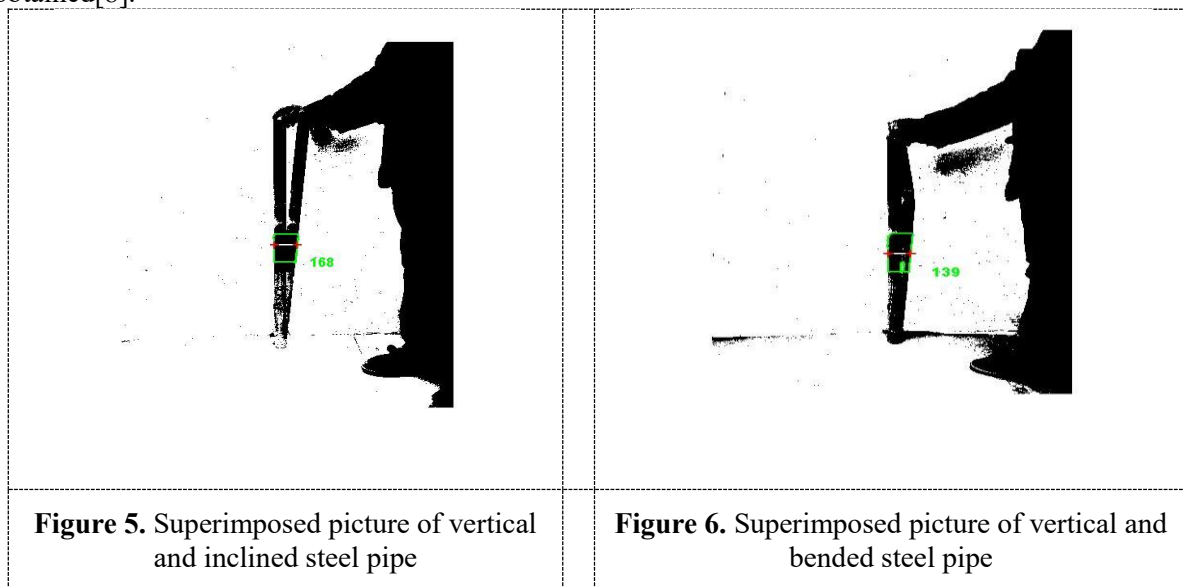 obtained[8].
168
139
Figure 5. Superimposed picture of vertical
and inclined steel pipe
Figure 6. Superimposed picture of vertical and
bended steel pipe